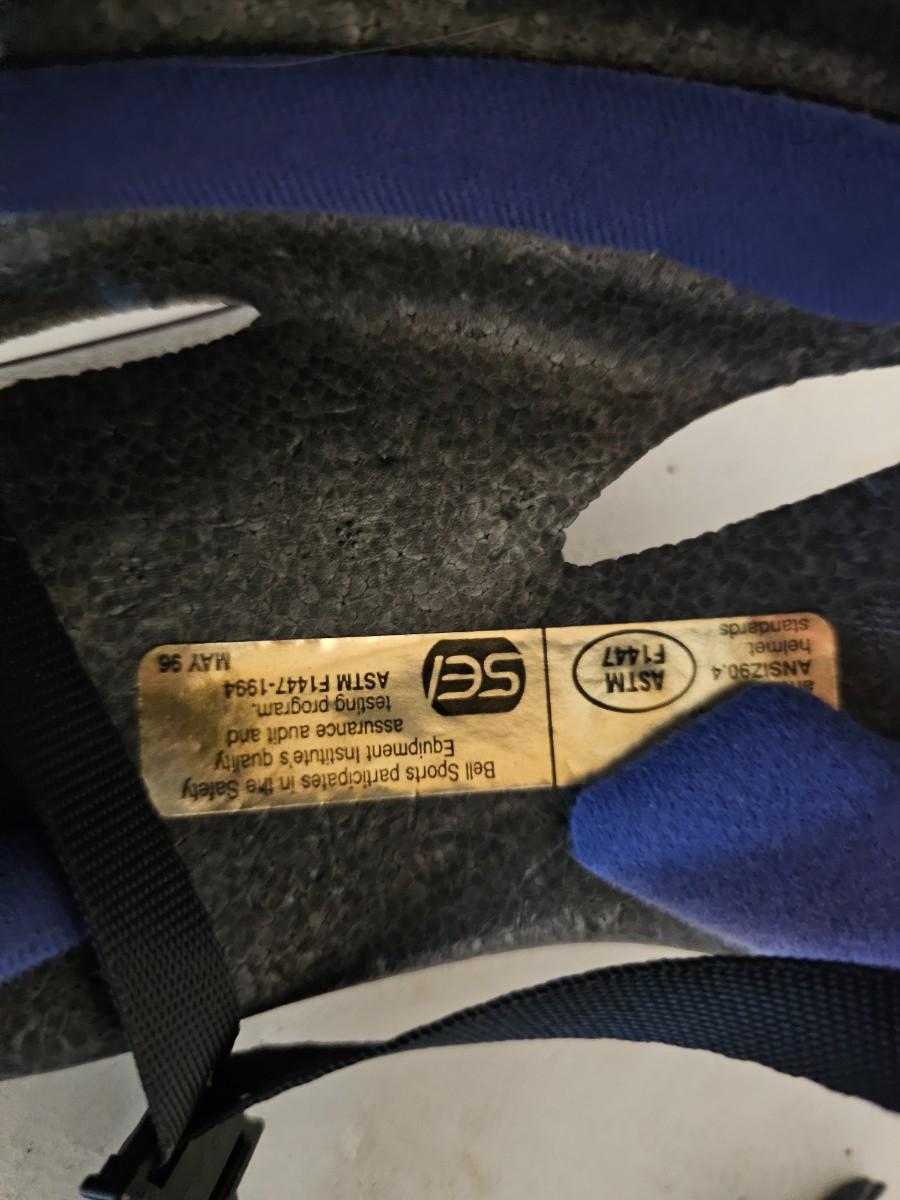 Bell Sports participates in the Safety
Equipment Institute's quality
assurance audit and
testing program.
ASTM F1447-1994
MAY 96
SEI
ANSIZ90.4
helmet
standards
ASTM
F1447